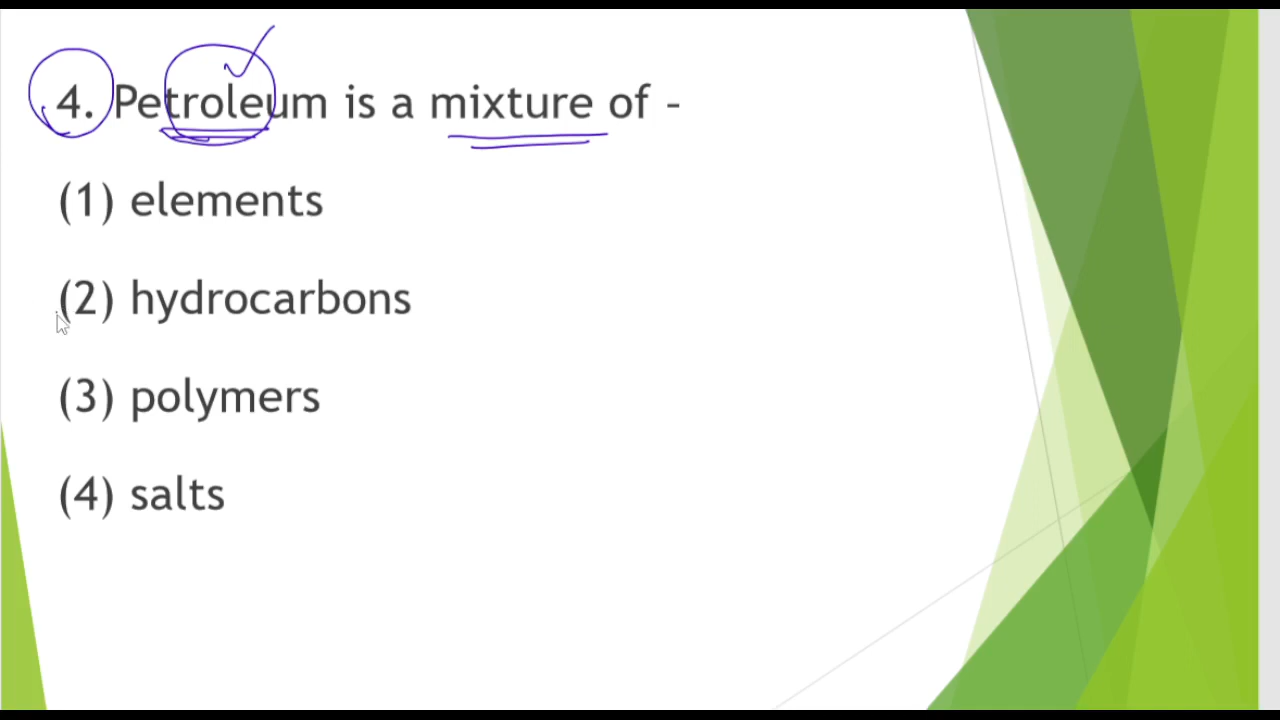 4. Petroleum is a mixture of -
(1) elements
(2) hydrocarbons
(3) polymers
(4) salts